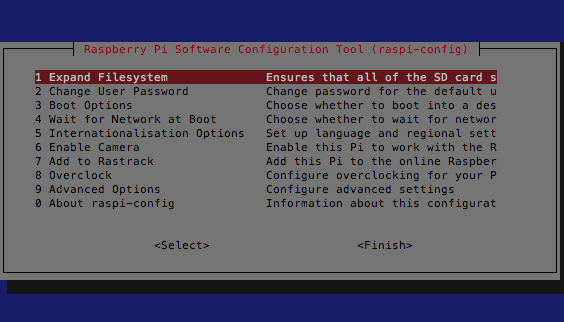 Raspberry Pi Software Configuration Tool (raspi-config)
1 Expand Filesystem Ensures that all of the SD card s
2 Change User Password Change password for the default u
3 Boot Options Choose whether to boot into a des
4 Wait for Network at Boot Choose whether to wait for networ
5 Internationalisation Options Set up language and regional sett
6 Enable Camera Enable this Pi to work with the R
7 Add to Rastrack Add this Pi to the online Raspber
8 Overclock Configure overclocking for your P
9 Advanced Options Configure advanced settings
0 About raspi-config Information about this configurat
<Select> <Finish>